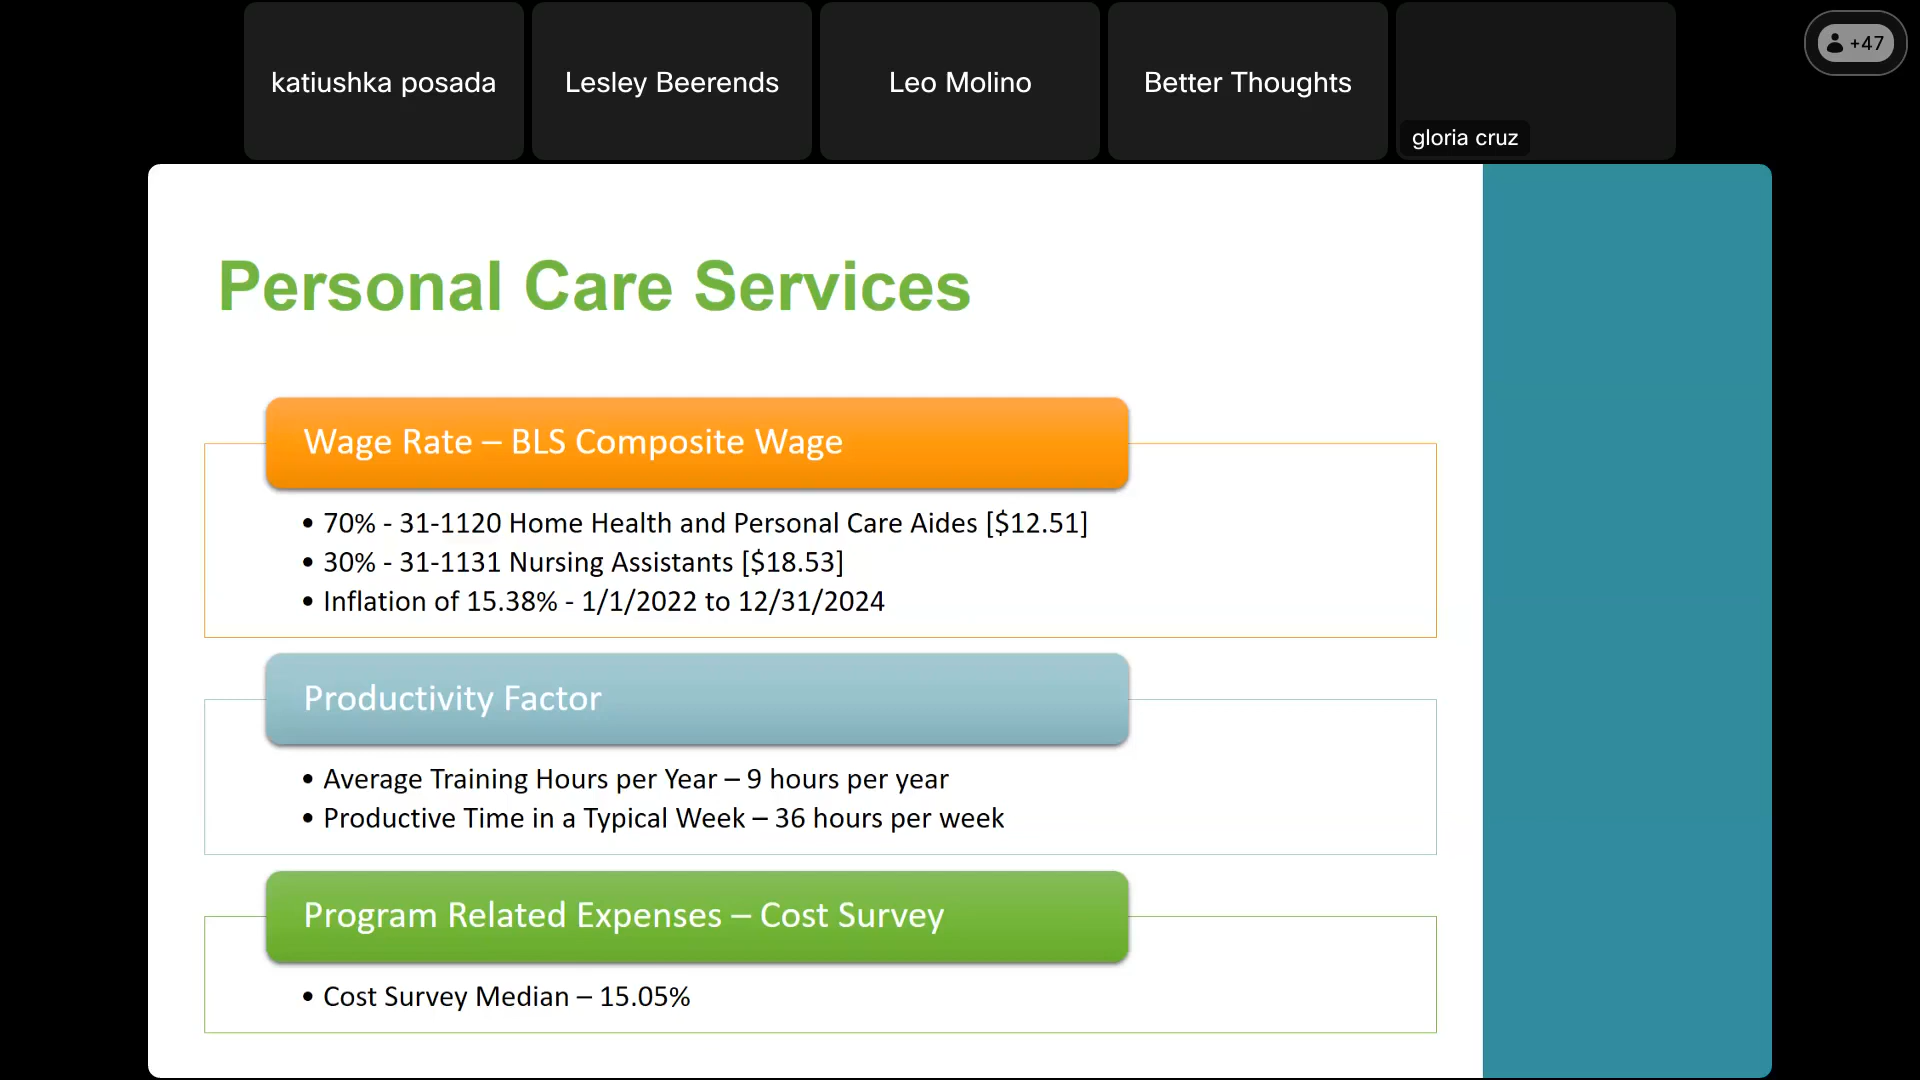 katiushka posada
Lesley Beerends
Leo Molino
Better Thoughts
gloria cruz
+47
Personal Care Services
Wage Rate – BLS Composite Wage
• 70% - 31-1120 Home Health and Personal Care Aides [$12.51]
• 30% - 31-1131 Nursing Assistants [$18.53]
• Inflation of 15.38% - 1/1/2022 to 12/31/2024
Productivity Factor
• Average Training Hours per Year – 9 hours per year
• Productive Time in a Typical Week – 36 hours per week
Program Related Expenses – Cost Survey
• Cost Survey Median – 15.05%